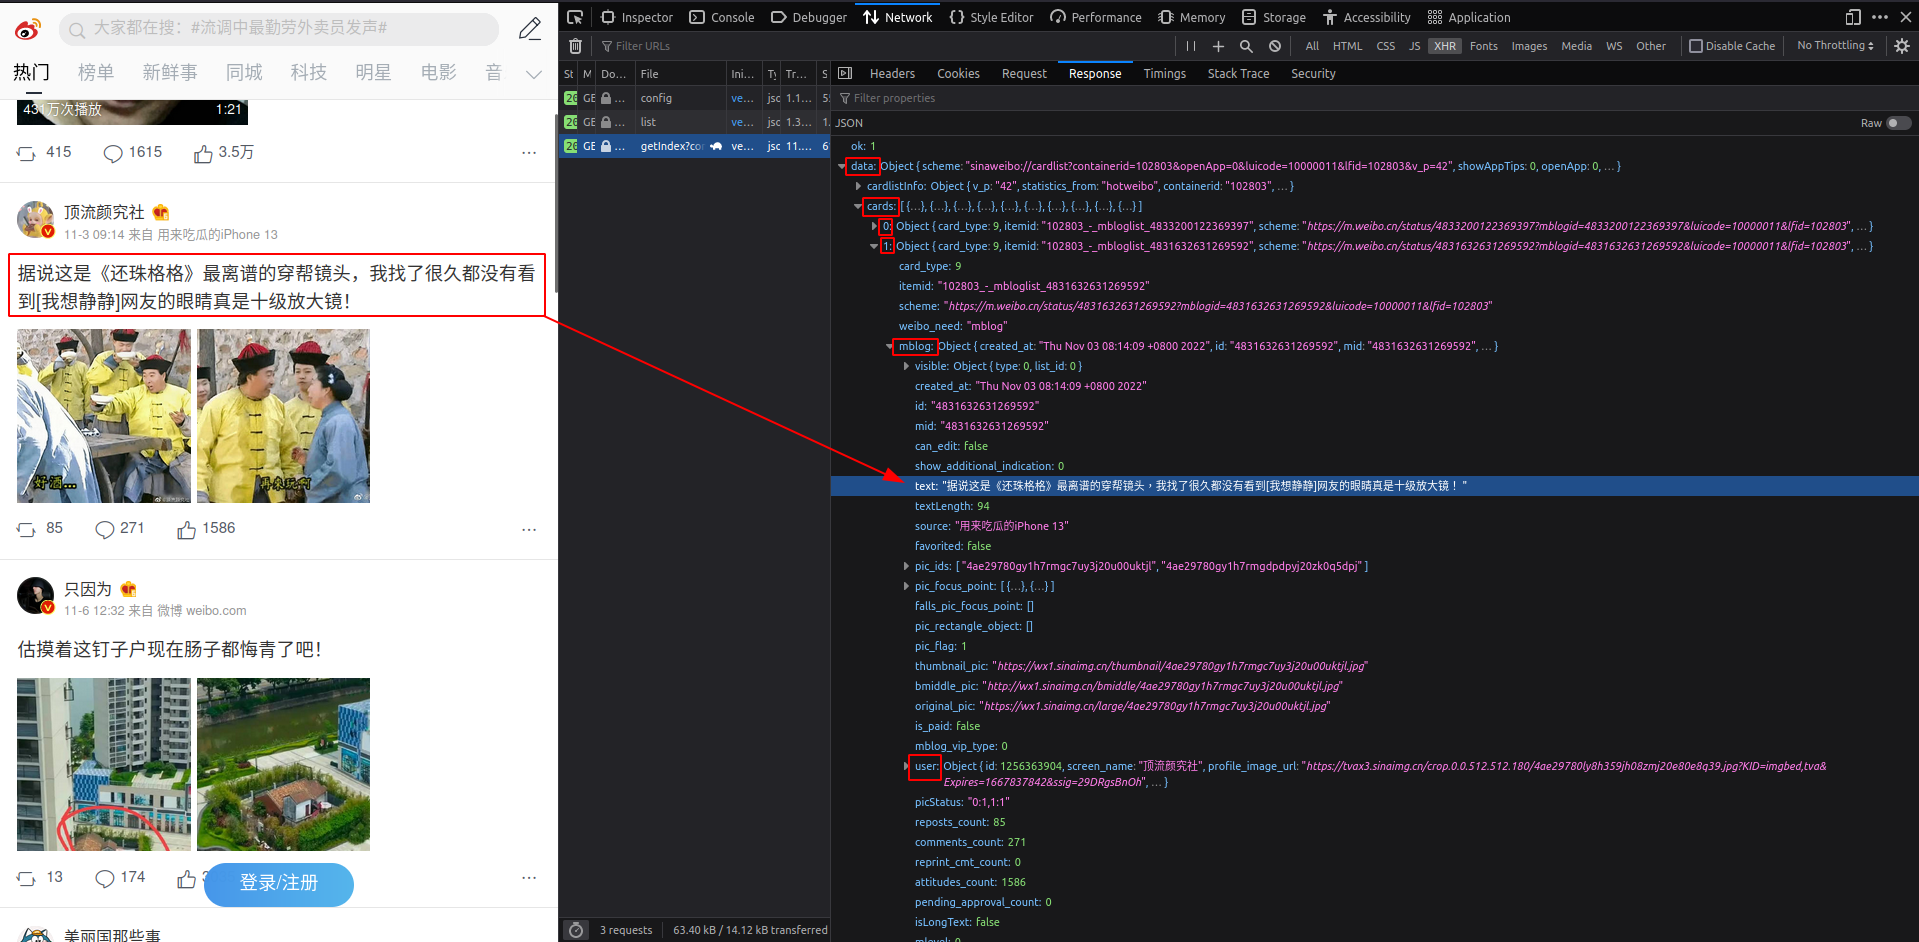 大家都在搜：#流调中最勤劳外卖员发声#
热门 榜单 新鲜事 同城 科技 明星 电影 音
431万次播放 1:21
415 1615 3.5万
顶流颜究社
11-3 09:14 来自 用来吃瓜的iPhone 13
据说这是《还珠格格》最离谱的穿帮镜头，我找了很久都没有看
到[我想静静]网友的眼睛真是十级放大镜！
好酒...
再来玩啊
85 271 1586
只因为
11-6 12:32 来自 微博 weibo.com
估摸着这钉子户现在肠子都悔青了吧！
13 174
登录/注册
美丽国那些事
Inspector Console Debugger Network Style Editor Performance Memory Storage Accessibility Application
Filter URLs
All HTML CSS JS XHR Fonts Images Media WS Other Disable Cache No Throttling
St M Do... File Ini... Ty Tr... S
20 GE ... config ve... jsc 1.1... 5
20 GE ... list ve... jsc 1.3... 1.
20 GE ... getIndex?co ve... jsc 11.... 6
3 requests 63.40 kB / 14.12 kB transferred
Headers Cookies Request Response Timings Stack Trace Security
Filter properties
JSON Raw
ok: 1
data: Object { scheme: "sinaweibo://cardlist?containerid=102803&openApp=0&luicode=10000011&lfid=102803&v_p=42", showAppTips: 0, openApp: 0, … }
cardlistInfo: Object { v_p: "42", statistics_from: "hotweibo", containerid: "102803", … }
cards: [ {…}, {…}, {…}, {…}, {…}, {…}, {…}, {…}, {…}, {…} ]
0: Object { card_type: 9, itemid: "102803_-_mbloglist_4833200122369397", scheme: "https://m.weibo.cn/status/4833200122369397?mblogid=4833200122369397&luicode=10000011&lfid=102803", … }
1: Object { card_type: 9, itemid: "102803_-_mbloglist_4831632631269592", scheme: "https://m.weibo.cn/status/4831632631269592?mblogid=4831632631269592&luicode=10000011&lfid=102803", … }
card_type: 9
itemid: "102803_-_mbloglist_4831632631269592"
scheme: "https://m.weibo.cn/status/4831632631269592?mblogid=4831632631269592&luicode=10000011&lfid=102803"
weibo_need: "mblog"
mblog: Object { created_at: "Thu Nov 03 08:14:09 +0800 2022", id: "4831632631269592", mid: "4831632631269592", … }
visible: Object { type: 0, list_id: 0 }
created_at: "Thu Nov 03 08:14:09 +0800 2022"
id: "4831632631269592"
mid: "4831632631269592"
can_edit: false
show_additional_indication: 0
text: "据说这是《还珠格格》最离谱的穿帮镜头，我找了很久都没有看到[我想静静]网友的眼睛真是十级放大镜！ "
textLength: 94
source: "用来吃瓜的iPhone 13"
favorited: false
pic_ids: [ "4ae29780gy1h7rmgc7uy3j20u00uktjl", "4ae29780gy1h7rmgdpdpyj20zk0q5dpj" ]
pic_focus_point: [ {…}, {…} ]
falls_pic_focus_point: []
pic_rectangle_object: []
pic_flag: 1
thumbnail_pic: "https://wx1.sinaimg.cn/thumbnail/4ae29780gy1h7rmgc7uy3j20u00uktjl.jpg"
bmiddle_pic: "http://wx1.sinaimg.cn/bmiddle/4ae29780gy1h7rmgc7uy3j20u00uktjl.jpg"
original_pic: "https://wx1.sinaimg.cn/large/4ae29780gy1h7rmgc7uy3j20u00uktjl.jpg"
is_paid: false
mblog_vip_type: 0
user: Object { id: 1256363904, screen_name: "顶流颜究社", profile_image_url: "https://tvax3.sinaimg.cn/crop.0.0.512.512.180/4ae29780ly8h359jh08zmj20e80e8q39.jpg?KID=imgbed,tva&
Expires=1667837842&ssig=29DRgsBnOh", … }
picStatus: "0:1,1:1"
reposts_count: 85
comments_count: 271
reprint_cmt_count: 0
attitudes_count: 1586
pending_approval_count: 0
isLongText: false
mlevel: 0